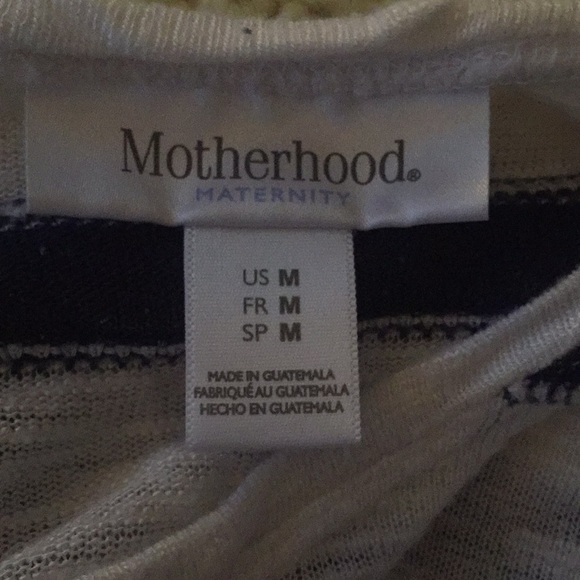 Motherhood®
MATERNITY
US M
FR M
SP M
MADE IN GUATEMALA
FABRIQUÉ AU GUATEMALA
HECHO EN GUATEMALA